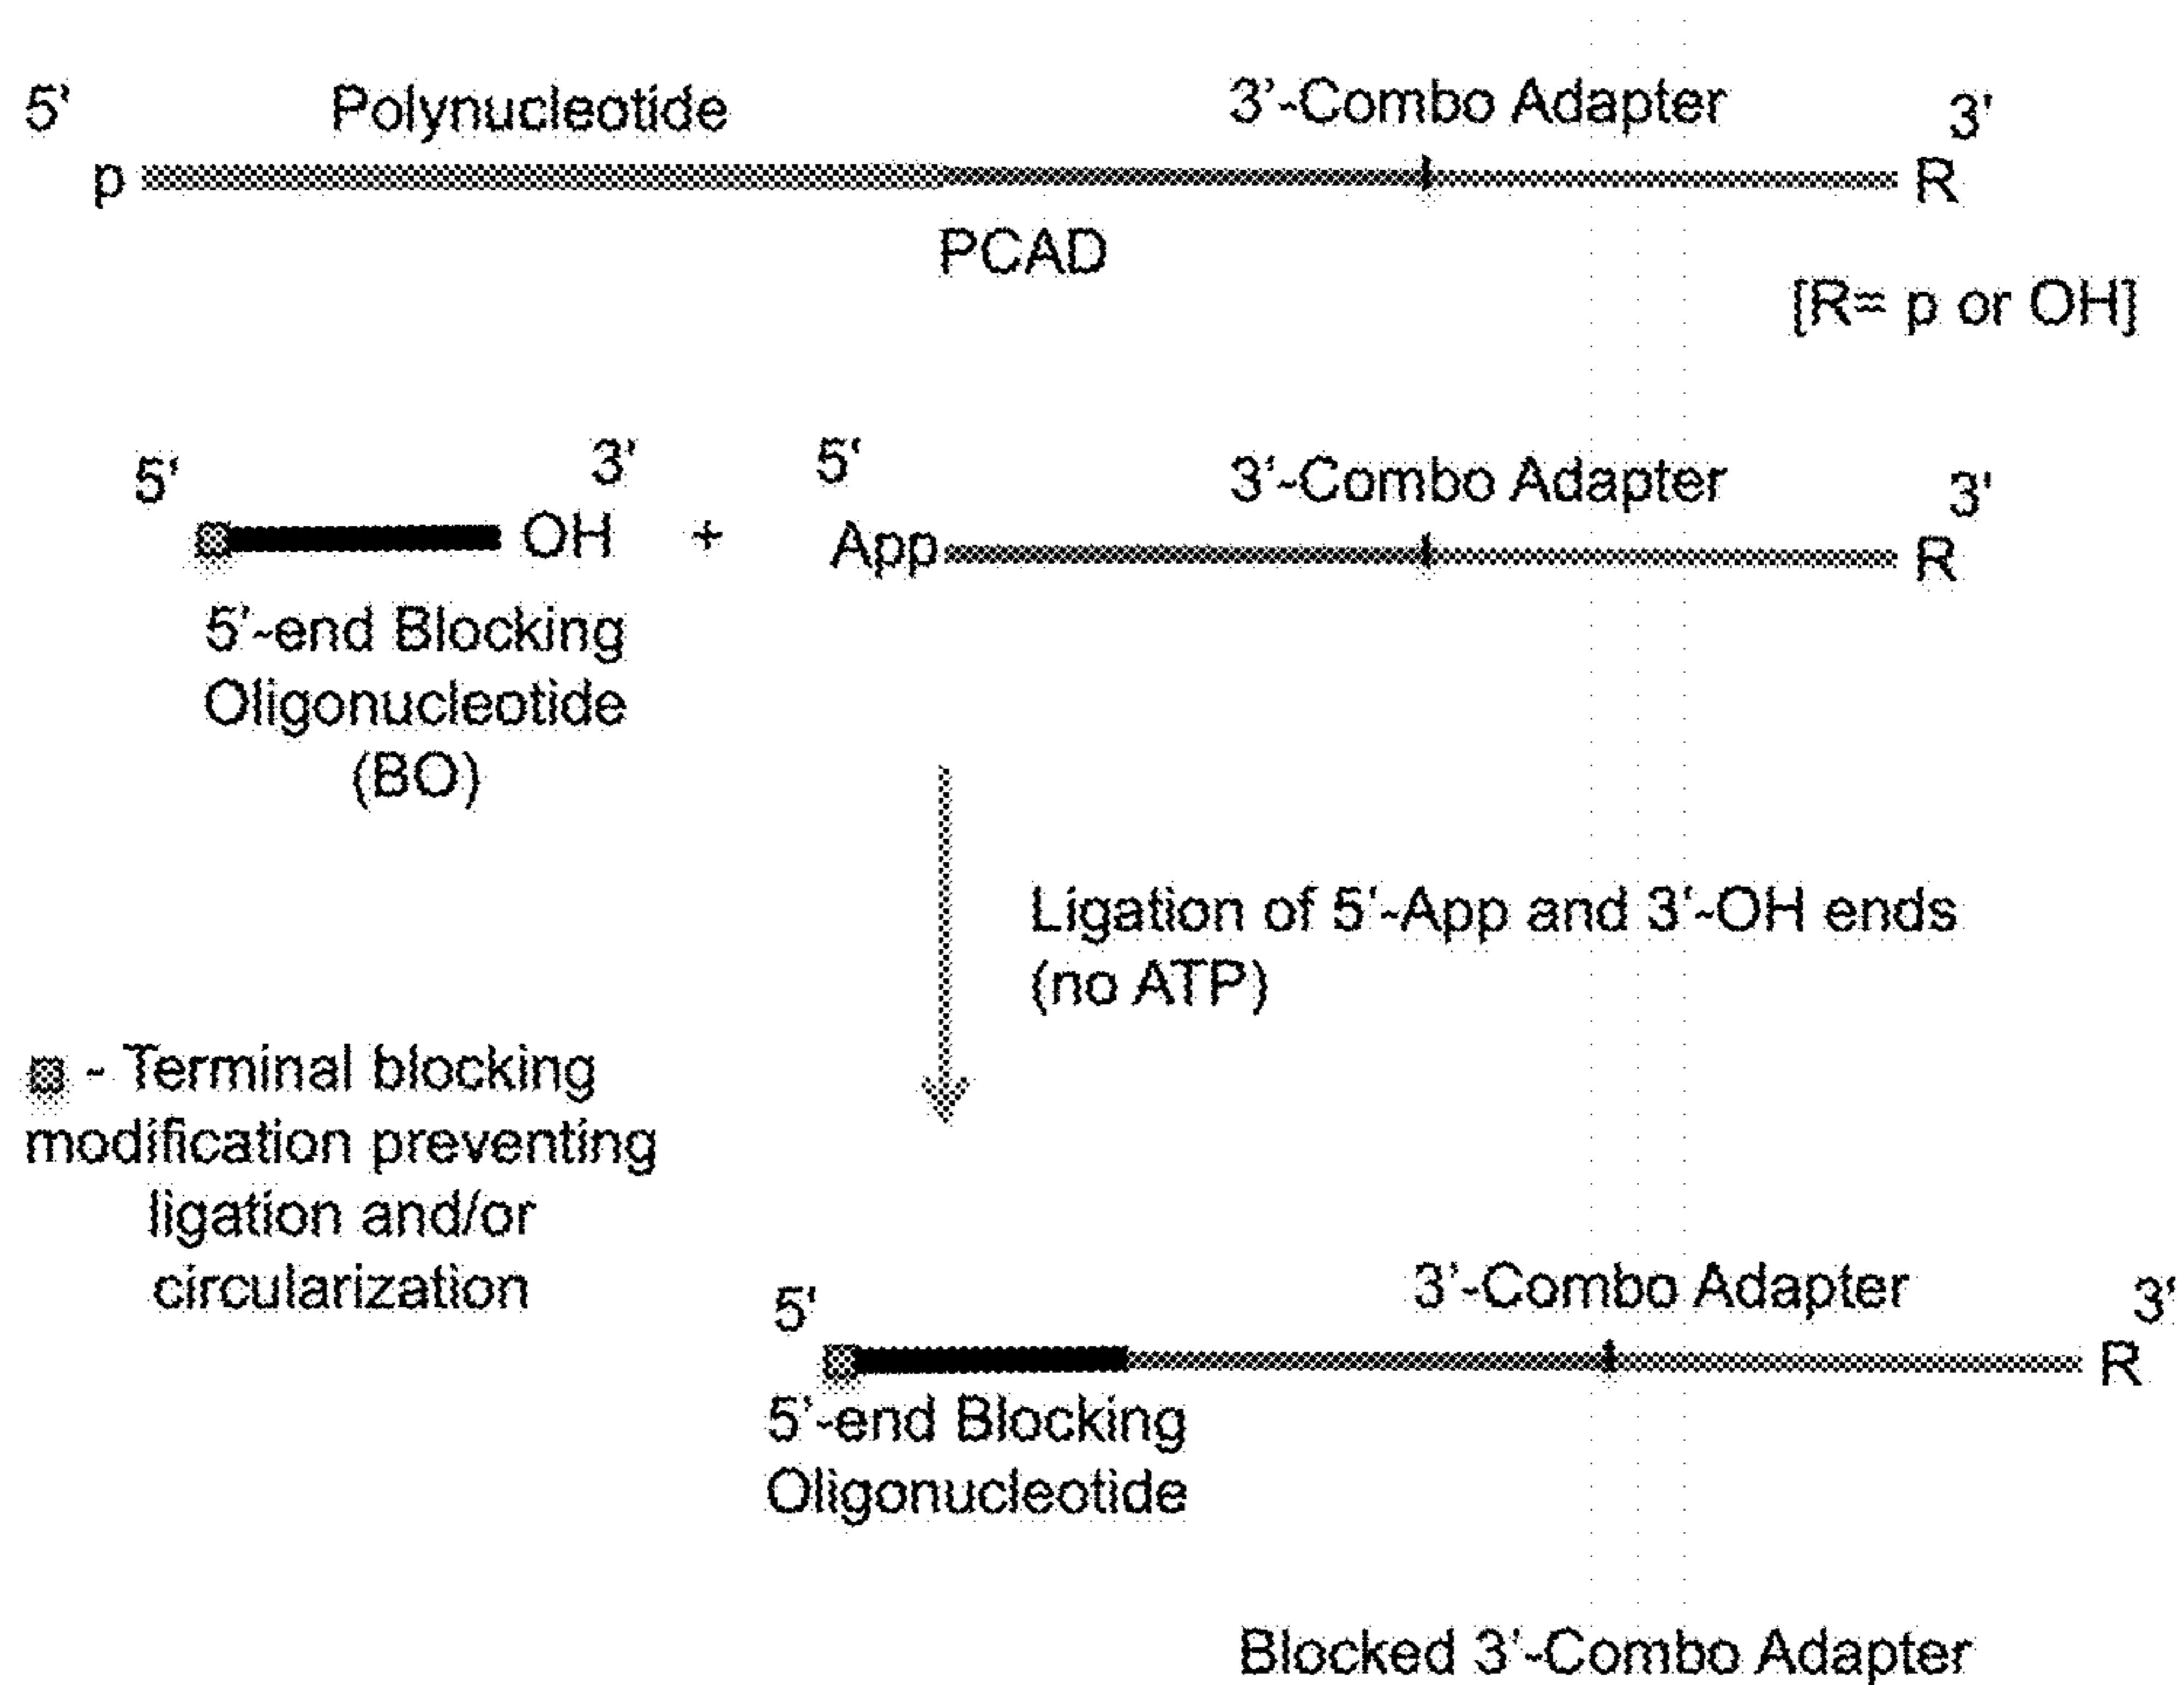 5' Polynucleotide 3'-Combo Adapter 3'
p R
PCAD
[R= p or OH]
5' 3' 5' 3'-Combo Adapter 3'
OH + App R
5'-end Blocking
Oligonucleotide
(BO)
Ligation of 5'-App and 3'-OH ends
(no ATP)
- Terminal blocking
modification preventing
ligation and/or
circularization
5' 3'-Combo Adapter 3'
R
5'-end Blocking
Oligonucleotide
Blocked 3'-Combo Adapter